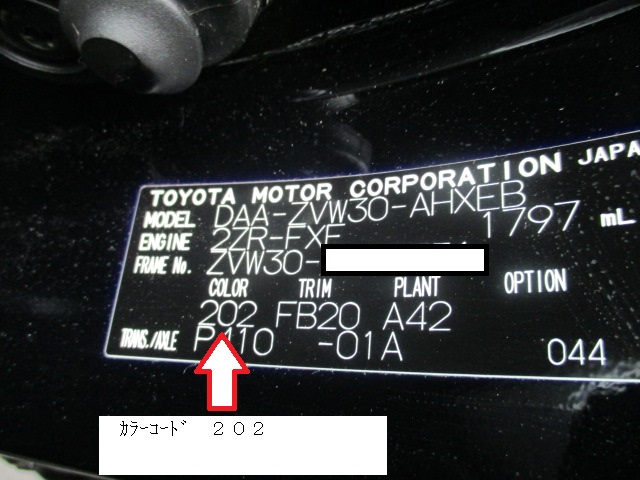 TOYOTA MOTOR CORPORATION JAPAN
MODEL DAA-ZVW30-AHXEB
ENGINE 2ZR-FXE 1797 mL
FRAME No. ZVW30-
COLOR TRIM PLANT OPTION
202 FB20 A42
TRANS./AXLE P410 -01A 044
ｶﾗｰｺｰﾄﾞ ２０２